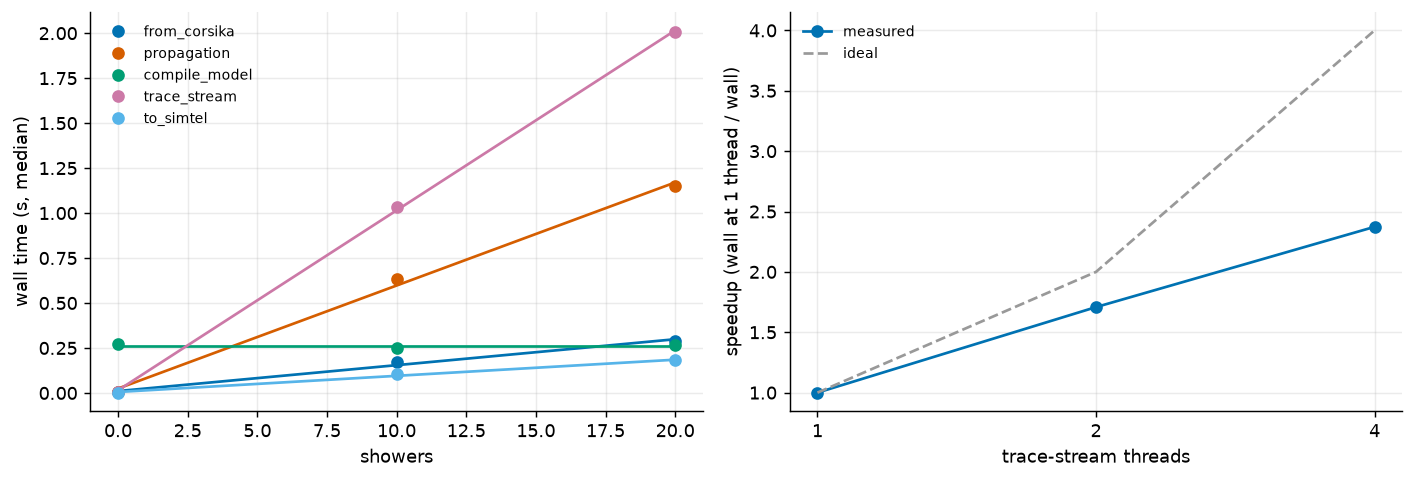 from_corsika
propagation
compile_model
trace_stream
to_simtel
2.00
1.75
1.50
1.25
1.00
0.75
0.50
0.25
0.00
wall time (s, median)
0.0 2.5 5.0 7.5 10.0 12.5 15.0 17.5 20.0
showers
measured
ideal
4.0
3.5
3.0
2.5
2.0
1.5
1.0
speedup (wall at 1 thread / wall)
1 2 4
trace-stream threads